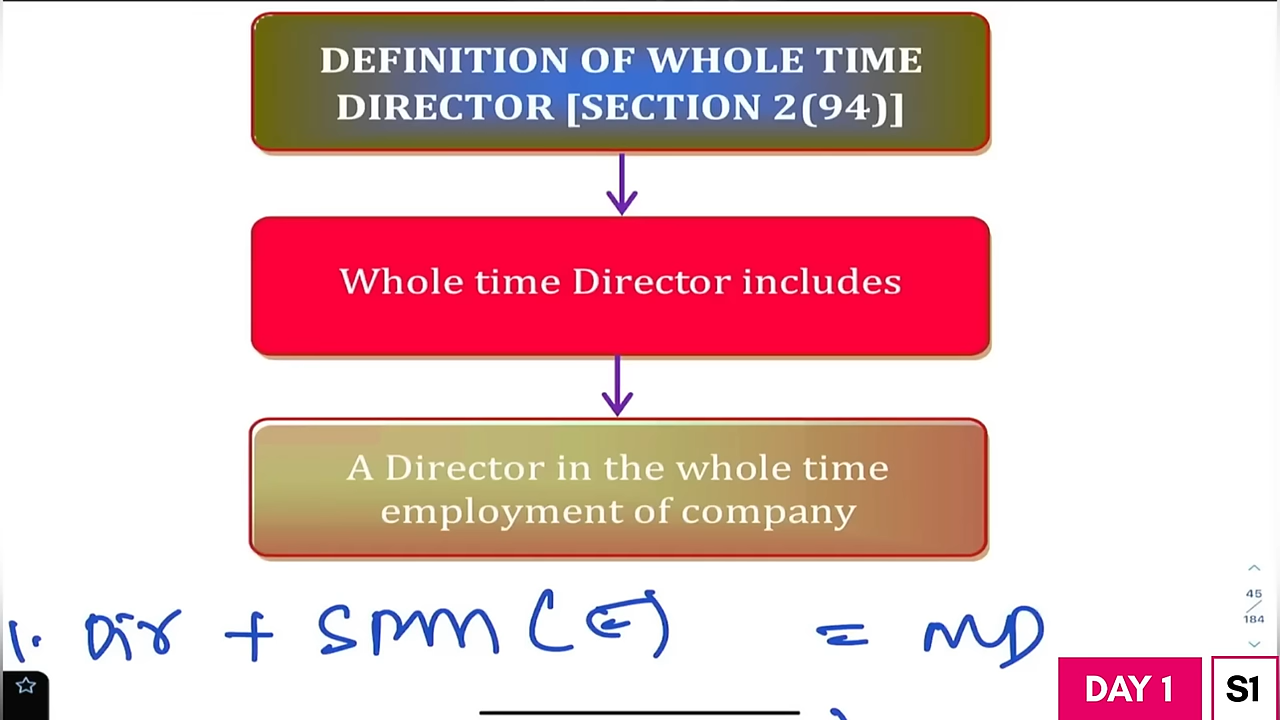 DEFINITION OF WHOLE TIME
DIRECTOR [SECTION 2(94)]
Whole time Director includes
A Director in the whole time
employment of company
1. Dir + SPM ( ) = MD
45
184
DAY 1
S1